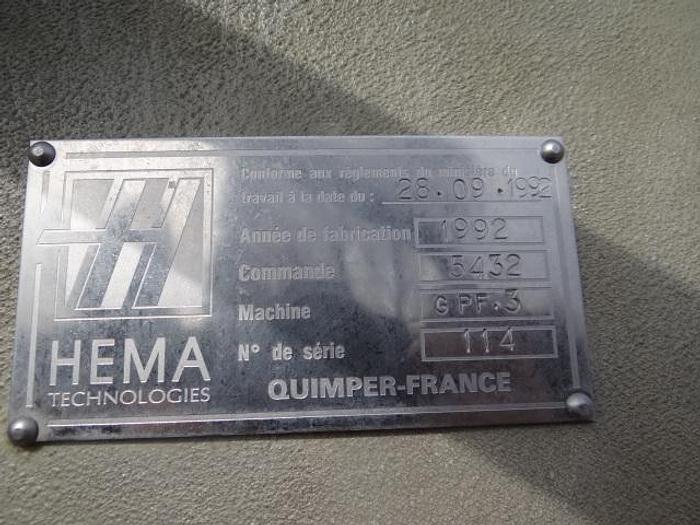 Conforme aux règlements du ministère du
travail à la date du : 28.09.1992
Année de fabrication 1992
Commande 5432
Machine GPF.3
N° de série 114
HEMA
TECHNOLOGIES
QUIMPER-FRANCE